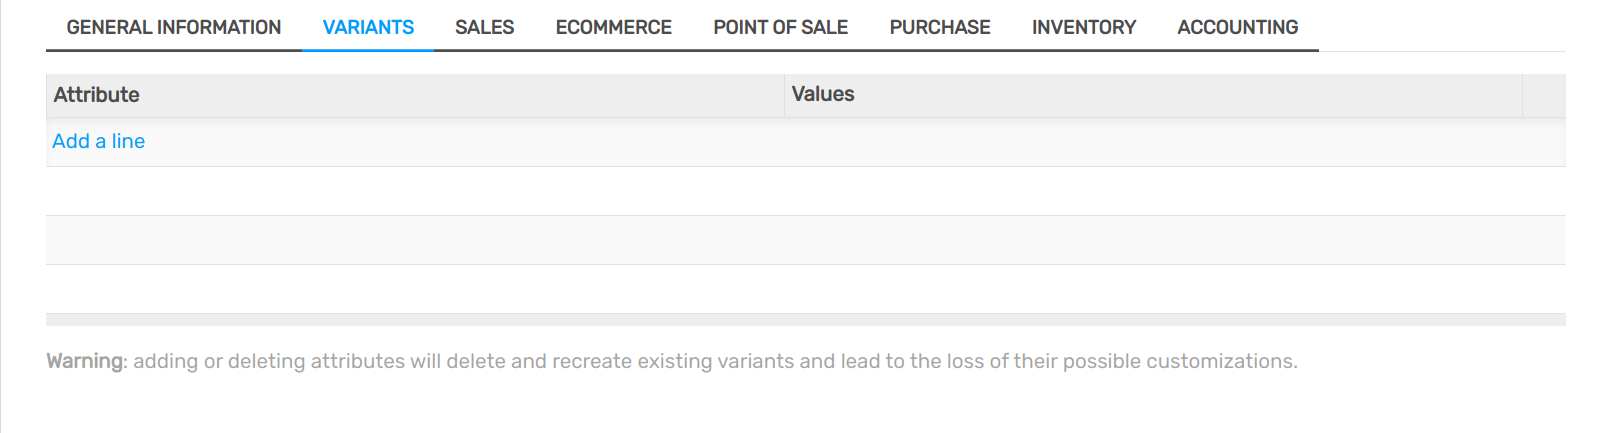 GENERAL INFORMATION VARIANTS SALES ECOMMERCE POINT OF SALE PURCHASE INVENTORY ACCOUNTING
Attribute Values
Add a line
Warning: adding or deleting attributes will delete and recreate existing variants and lead to the loss of their possible customizations.